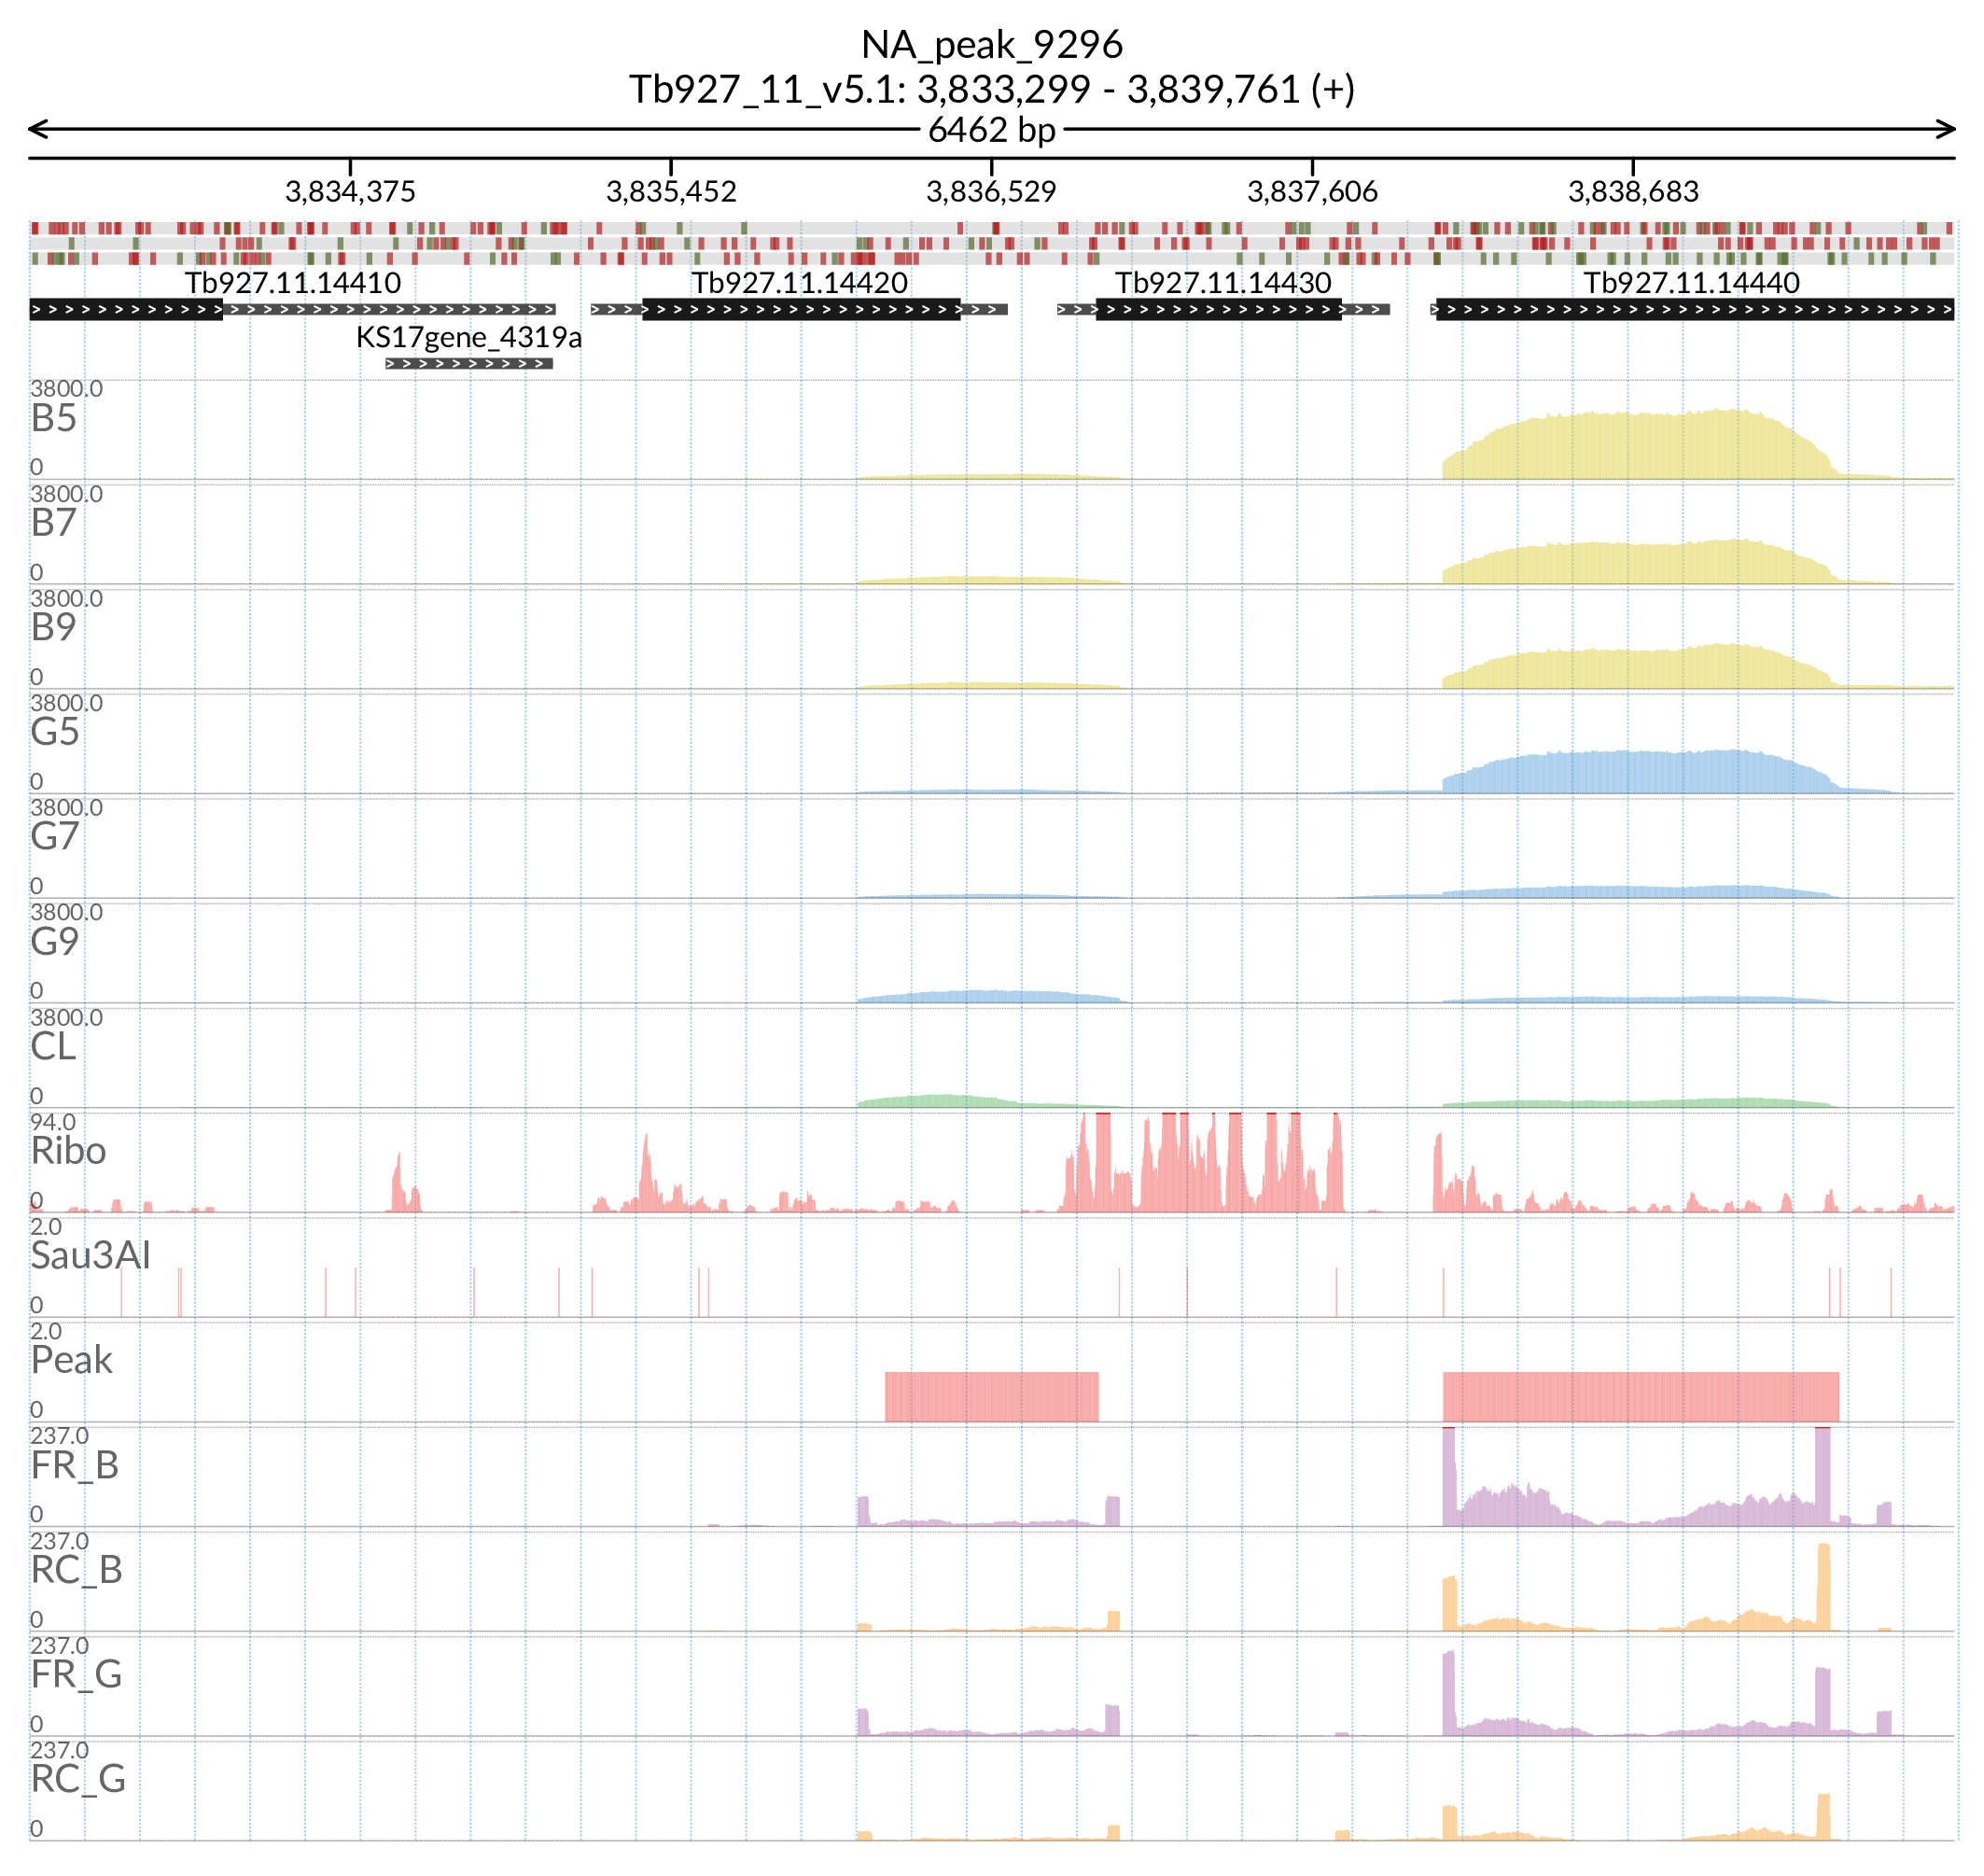 NA_peak_9296
Tb927_11_v5.1: 3,833,299 - 3,839,761 (+)
6462 bp
3,834,375 3,835,452 3,836,529 3,837,606 3,838,683
Tb927.11.14410 Tb927.11.14420 Tb927.11.14430 Tb927.11.14440
KS17gene_4319a
3800.0
B5
0
3800.0
B7
0
3800.0
B9
0
3800.0
G5
0
3800.0
G7
0
3800.0
G9
0
3800.0
CL
0
94.0
Ribo
0
2.0
Sau3AI
0
2.0
Peak
0
237.0
FR_B
0
237.0
RC_B
0
237.0
FR_G
0
237.0
RC_G
0